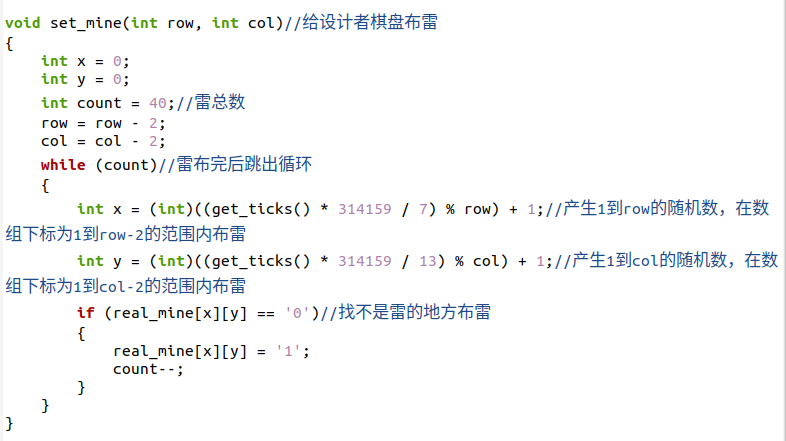 void set_mine(int row, int col)//给设计者棋盘布雷
{
    int x = 0;
    int y = 0;
    int count = 40;//雷总数
    row = row - 2;
    col = col - 2;
    while (count)//雷布完后跳出循环
    {
        int x = (int)((get_ticks() * 314159 / 7) % row) + 1;//产生1到row的随机数，在数
组下标为1到row-2的范围内布雷
        int y = (int)((get_ticks() * 314159 / 13) % col) + 1;//产生1到col的随机数，在数
组下标为1到col-2的范围内布雷
        if (real_mine[x][y] == '0')//找不是雷的地方布雷
        {
            real_mine[x][y] = '1';
            count--;
        }
    }
}